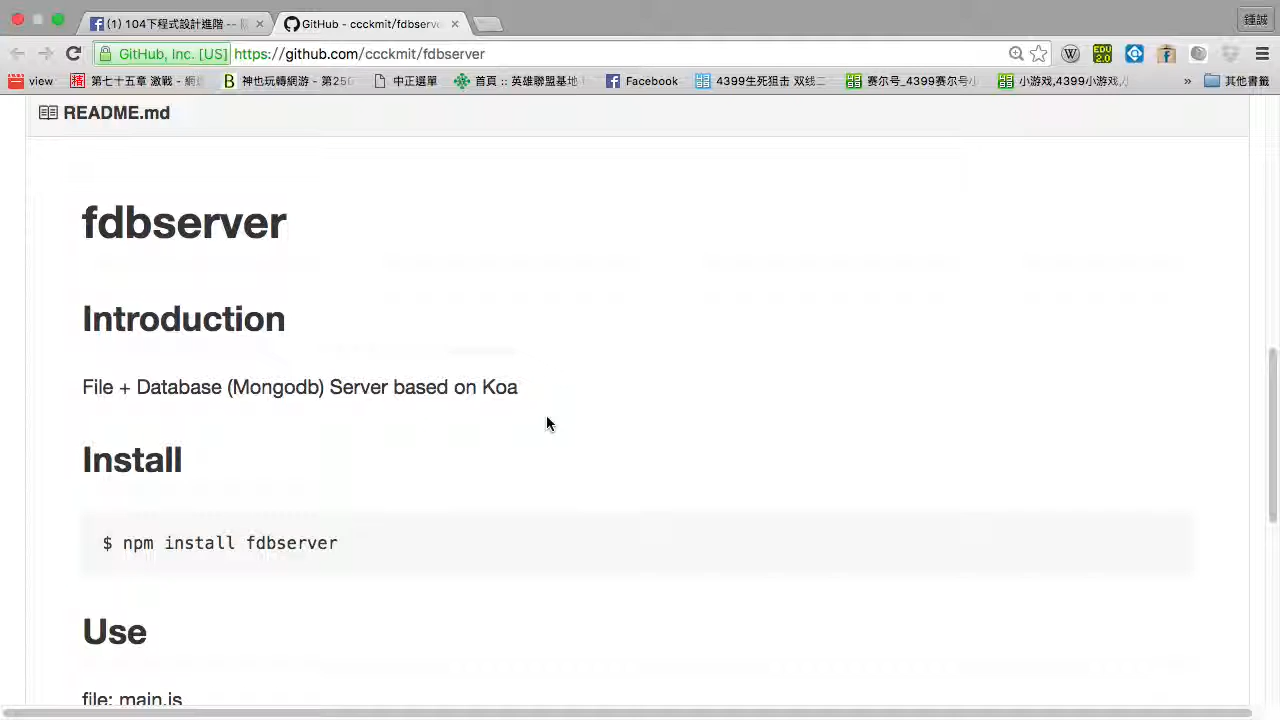 (1) 104下程式設計進階 --
GitHub - ccckmit/fdbserve
鍾誠
GitHub, Inc. [US] https://github.com/ccckmit/fdbserver
view
第七十五章 激戰 -
神也玩轉網游 - 第25
中正選單
首頁 : 英雄聯盟基地
Facebook
4399生死狙击 双线二
赛尔号_4399赛尔号
小游戏,4399小游戏,
»
其他書籤
README.md
fdbserver
Introduction
File + Database (Mongodb) Server based on Koa
Install
$ npm install fdbserver
Use
file: main.js